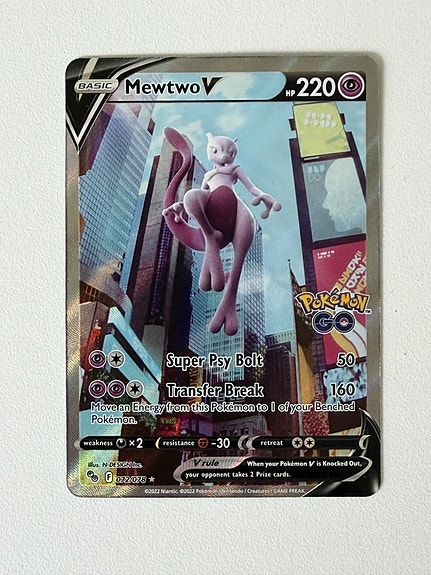 BASIC Mewtwo V HP 220
Pokémon
GO
Super Psy Bolt 50
Transfer Break 160
Move an Energy from this Pokémon to 1 of your Benched
Pokémon.
weakness ×2 resistance -30 retreat
Illus. N-DESIGN Inc.
V rule When your Pokémon V is Knocked Out,
your opponent takes 2 Prize cards.
F 072/078
©2022 Niantic. ©2022 Pokémon / Nintendo / Creatures / GAME FREAK.